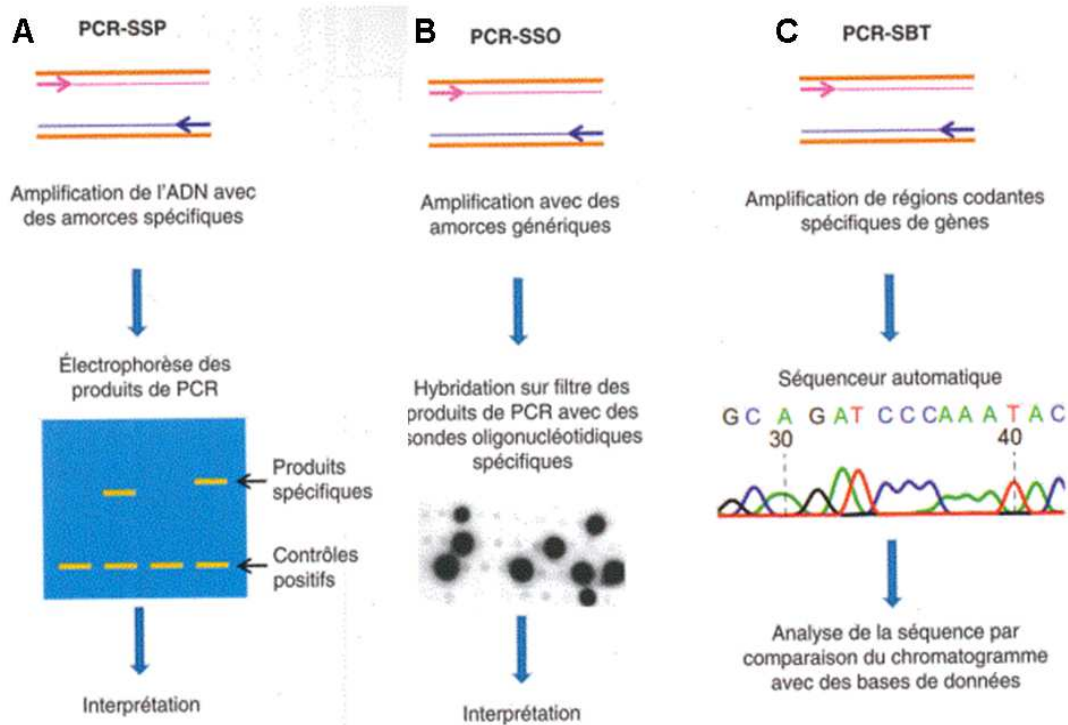 A
PCR-SSP
Amplification de l'ADN avec
des amorces spécifiques
Électrophorèse des
produits de PCR
Produits
spécifiques
Contrôles
positifs
Interprétation
B
PCR-SSO
Amplification avec des
amorces génériques
Hybridation sur filtre des
produits de PCR avec des
sondes oligonucléotidiques
spécifiques
Interprétation
C
PCR-SBT
Amplification de régions codantes
spécifiques de gènes
Séquenceur automatique
G C A G A T C C C A A A T A C
30 40
Analyse de la séquence par
comparaison du chromatogramme
avec des bases de données